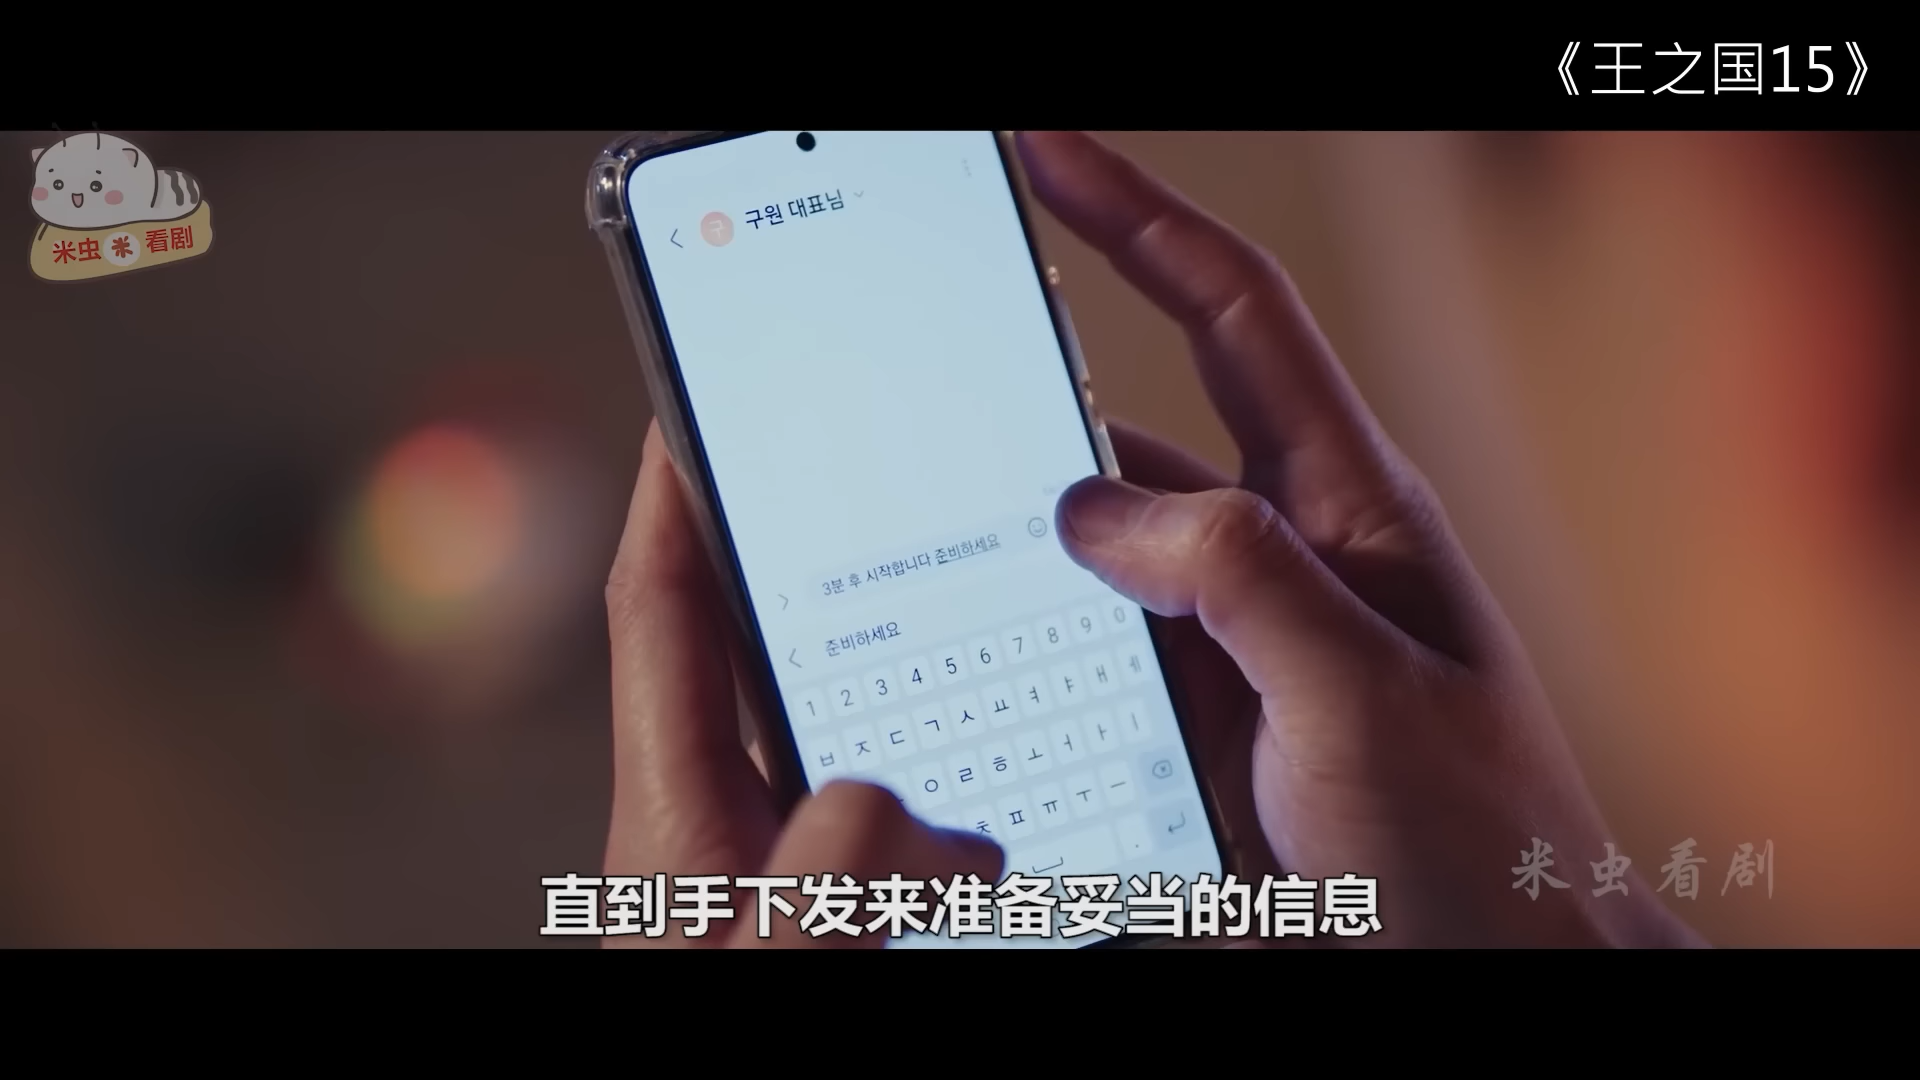 《王之国15》
米虫米看剧
구원 대표님
구
3분 후 시작합니다 준비하세요
준비하세요
1 2 3 4 5 6 7 8 9 0
ㅂ ㅈ ㄷ ㄱ ㅅ ㅛ ㅕ ㅑ ㅐ ㅔ
ㅇ ㄹ ㅎ ㅗ ㅓ ㅏ ㅣ
ㅊ ㅍ ㅠ ㅜ ㅡ
.
米虫看剧
直到手下发来准备妥当的信息